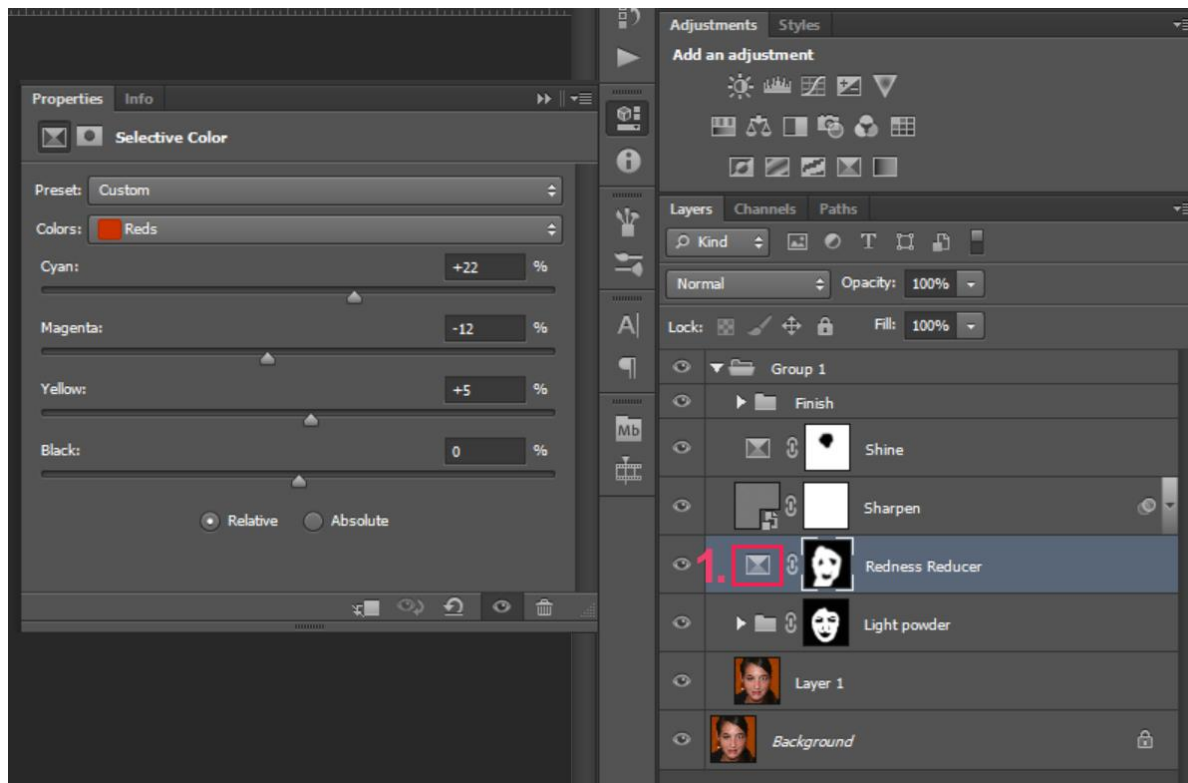 Properties Info
Selective Color
Preset: Custom
Colors: Reds
Cyan: +22 %
Magenta: -12 %
Yellow: +5 %
Black: 0 %
Relative Absolute
Mb
A
Adjustments Styles
Add an adjustment
Layers Channels Paths
Kind T
Normal Opacity: 100%
Lock: Fill: 100%
Group 1
Finish
Shine
Sharpen
1. Redness Reducer
Light powder
Layer 1
Background